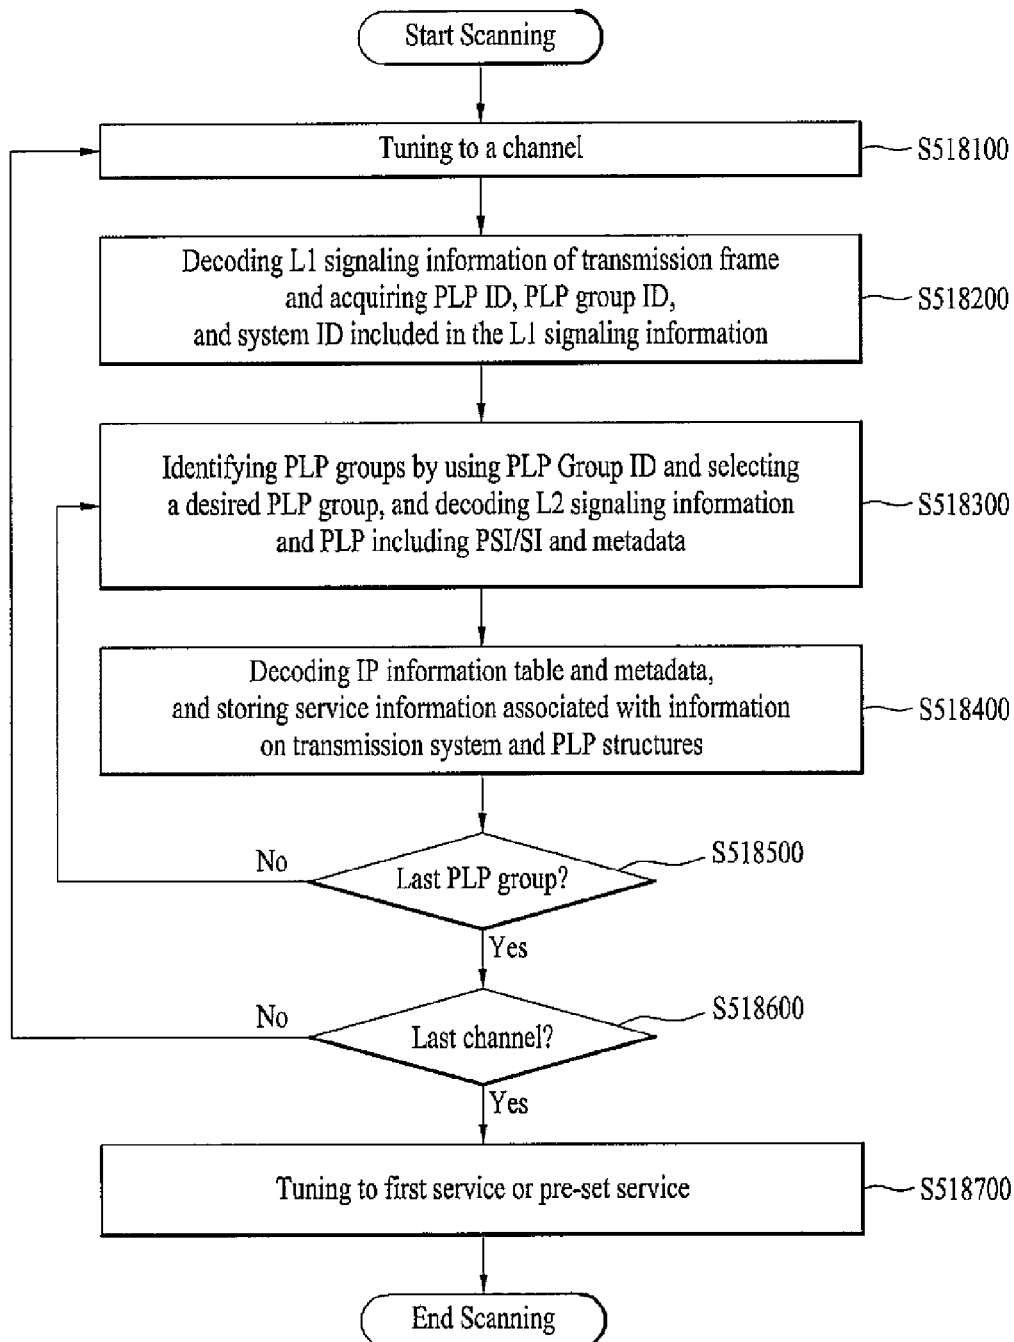 Start Scanning
Tuning to a channel
S518100
Decoding L1 signaling information of transmission frame
and acquiring PLP ID, PLP group ID,
and system ID included in the L1 signaling information
S518200
Identifying PLP groups by using PLP Group ID and selecting
a desired PLP group, and decoding L2 signaling information
and PLP including PSI/SI and metadata
S518300
Decoding IP information table and metadata,
and storing service information associated with information
on transmission system and PLP structures
S518400
No
Last PLP group?
S518500
Yes
No
Last channel?
S518600
Yes
Tuning to first service or pre-set service
S518700
End Scanning